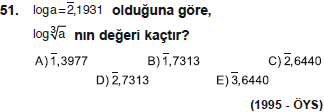 51. loga=2̅,1931 olduğuna göre,
log∛a nın değeri kaçtır?
A) 1̅,3977 B) 1̅,7313 C) 2̅,6440
D) 2̅,7313 E) 3̅,6440
(1995 - ÖYS)